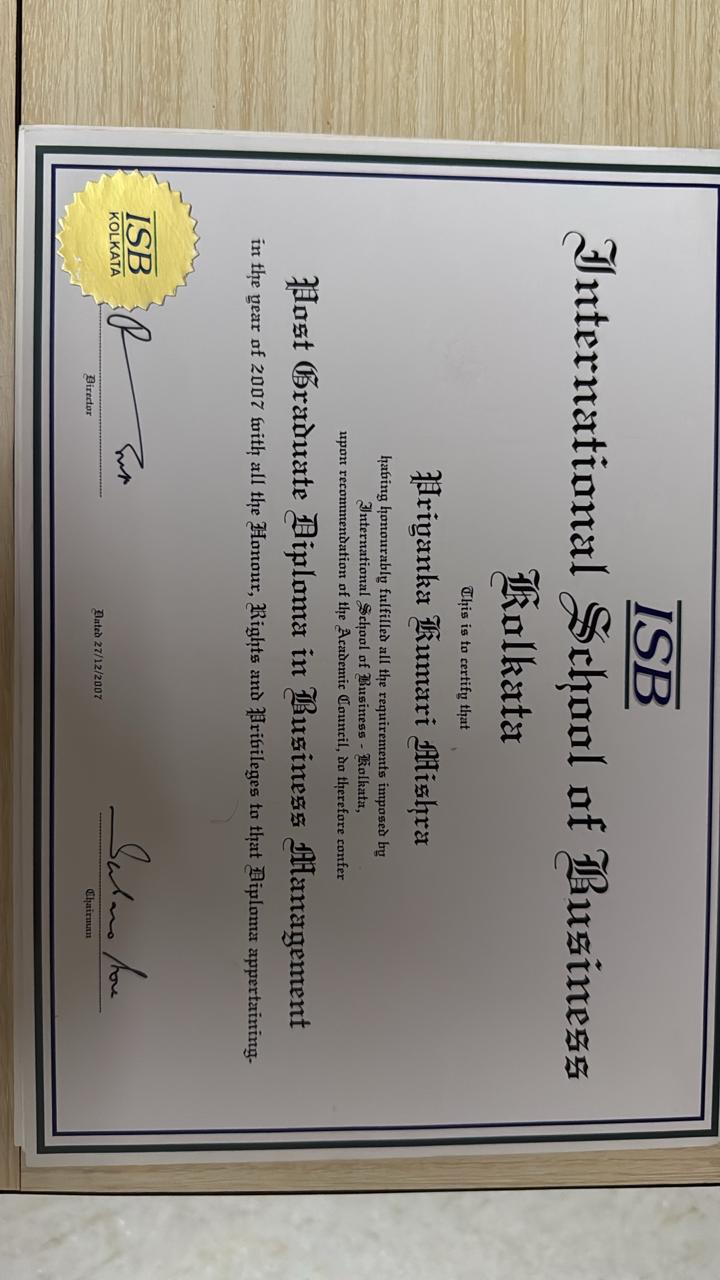 ISB
International School of Business
Kolkata
This is to certify that
Priyanka Kumari Mishra
having honourably fulfilled all the requirements imposed by
International School of Business - Kolkata,
upon recommendation of the Academic Council, do therefore confer
Post Graduate Diploma in Business Management
in the year of 2007 with all the Honour, Rights and Privileges to that Diploma appertaining.
ISB
KOLKATA
Director
Dated 27/12/2007
Chairman